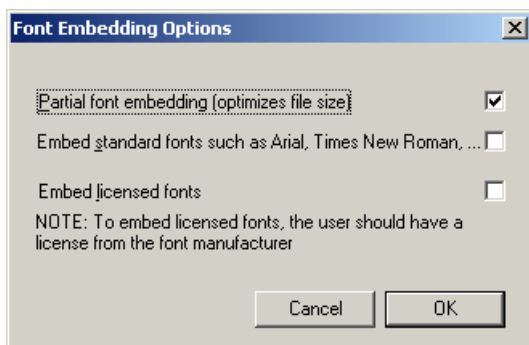 Font Embedding Options
Partial font embedding (optimizes file size)
Embed standard fonts such as Arial, Times New Roman, ...
Embed licensed fonts
NOTE: To embed licensed fonts, the user should have a
license from the font manufacturer
Cancel OK